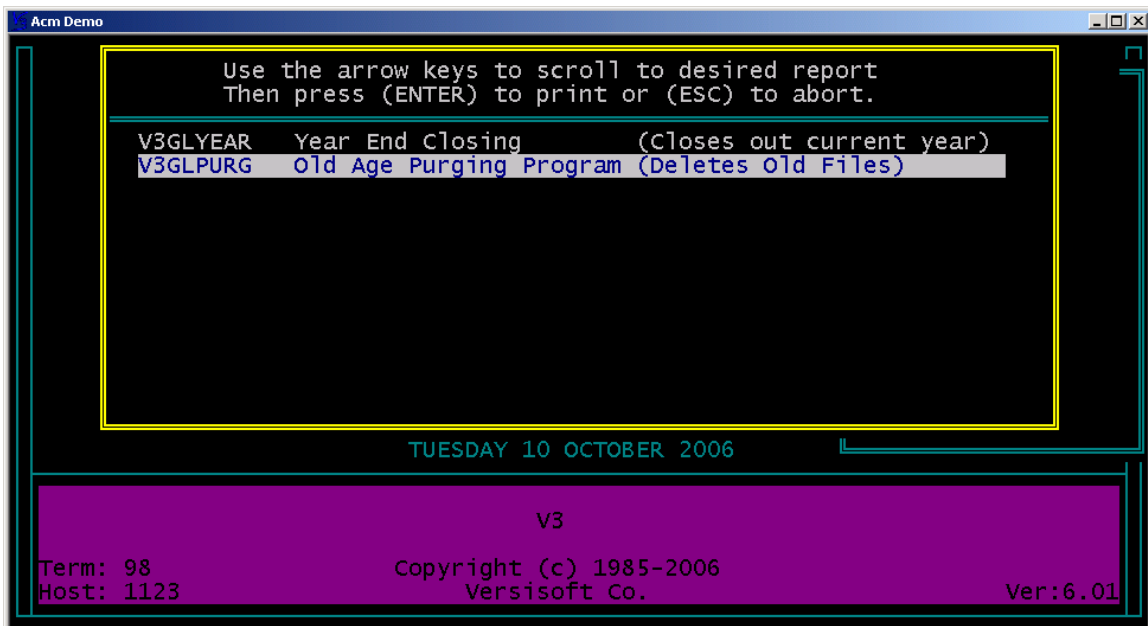 Acm Demo
Use the arrow keys to scroll to desired report
Then press (ENTER) to print or (ESC) to abort.
V3GLYEAR Year End Closing (Closes out current year)
V3GLPURG Old Age Purging Program (Deletes Old Files)
TUESDAY 10 OCTOBER 2006
V3
Term: 98 Copyright (c) 1985-2006
Host: 1123 Versisoft Co. Ver:6.01